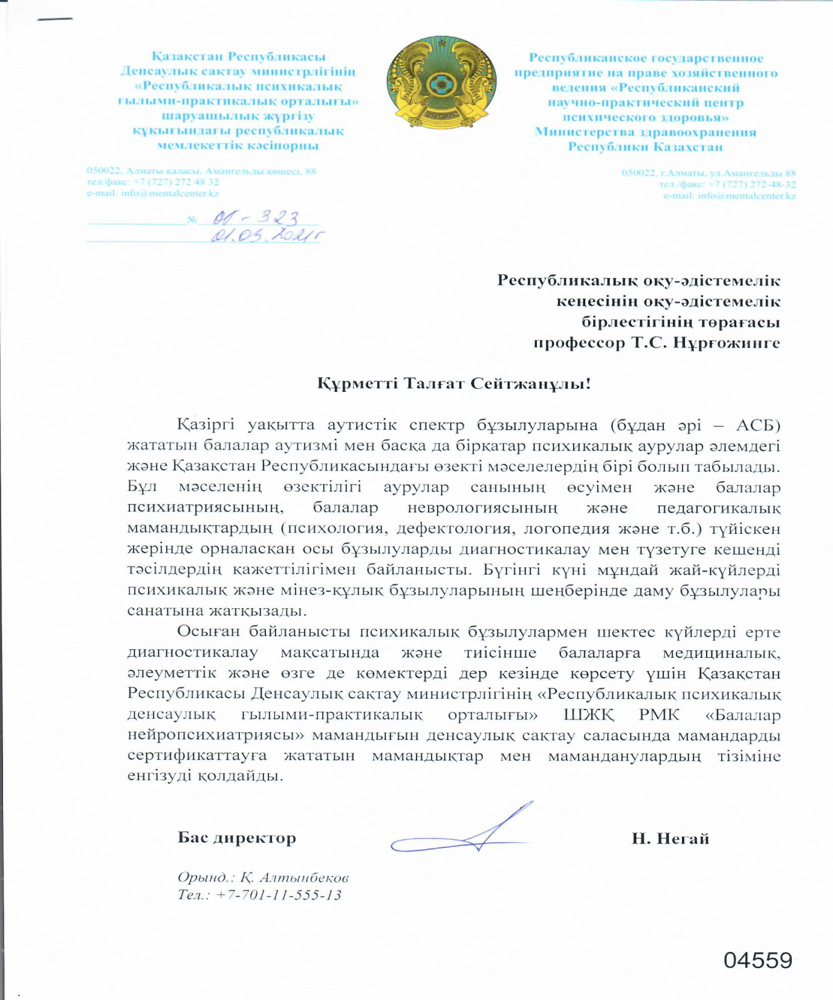 Қазақстан Республикасы
Денсаулық сақтау министрлігінің
«Республикалық психикалық
ғылыми-практикалық орталығы»
шаруашылық жүргізу
құқығындағы республикалық
мемлекеттік кәсіпорны
Республиканское государственное
предприятие на праве хозяйственного
ведения «Республиканский
научно-практический центр
психического здоровья»
Министерства здравоохранения
Республики Казахстан
050022, Алматы қаласы, Амангельды көшесі, 88
тел/факс: +7 (727) 272 48 32
e-mail: info@mentalcenter.kz
050022, г.Алматы, ул.Амангельды 88
тел./факс: +7 (727) 272-48-32
e-mail: info@mentalcenter.kz
№ 323
01.03.2021г
Республикалық оқу-әдістемелік
кеңесінің оқу-әдістемелік
бірлестігінің төрағасы
профессор Т.С. Нұрғожинге
Құрметті Талғат Сейтжанұлы!
Қазіргі уақытта аутистік спектр бұзылуларына (бұдан әрі – АСБ)
жататын балалар аутизмі мен басқа да бірқатар психикалық аурулар әлемдегі
және Қазақстан Республикасындағы өзекті мәселелердің бірі болып табылады.
Бұл мәселенің өзектілігі аурулар санының өсуімен және балалар
психиатриясының, балалар неврологиясының және педагогикалық
мамандықтардың (психология, дефектология, логопедия және т.б.) түйіскен
жерінде орналасқан осы бұзылуларды диагностикалау мен түзетуге кешенді
тәсілдердің қажеттілігімен байланысты. Бүгінгі күні мұндай жай-күйлерді
психикалық және мінез-құлық бұзылуларының шеңберінде даму бұзылулары
санатына жатқызады.
Осыған байланысты психикалық бұзылулармен шектес күйлерді ерте
диагностикалау мақсатында және тиісінше балаларға медициналық,
әлеуметтік және өзге де көмектерді дер кезінде көрсету үшін Қазақстан
Республикасы Денсаулық сақтау министрлігінің «Республикалық психикалық
денсаулық ғылыми-практикалық орталығы» ШЖҚ РМК «Балалар
нейропсихиатриясы» мамандығын денсаулық сақтау саласында мамандарды
сертификаттауға жататын мамандықтар мен маманданулардың тізіміне
енгізуді қолдайды.
Бас директор
Н. Негай
Орынд.: Қ. Алтынбеков
Тел.: +7-701-11-555-13
04559